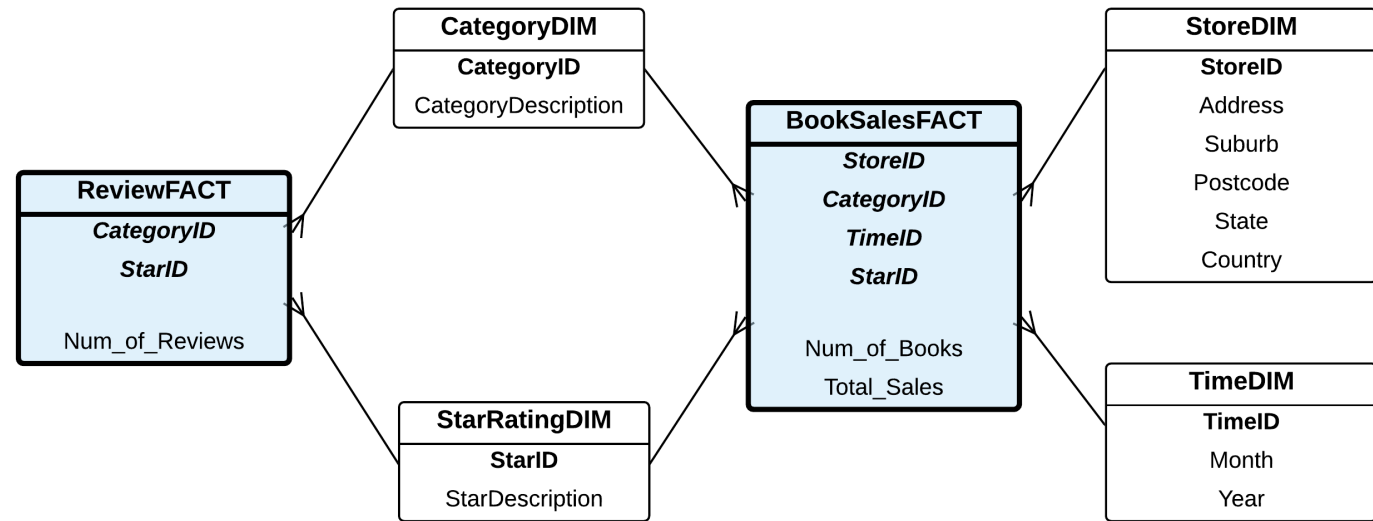 CategoryDIM
CategoryID
CategoryDescription
StoreDIM
StoreID
Address
Suburb
Postcode
State
Country
BookSalesFACT
StoreID
CategoryID
TimeID
StarID
Num_of_Books
Total_Sales
ReviewFACT
CategoryID
StarID
Num_of_Reviews
StarRatingDIM
StarID
StarDescription
TimeDIM
TimeID
Month
Year